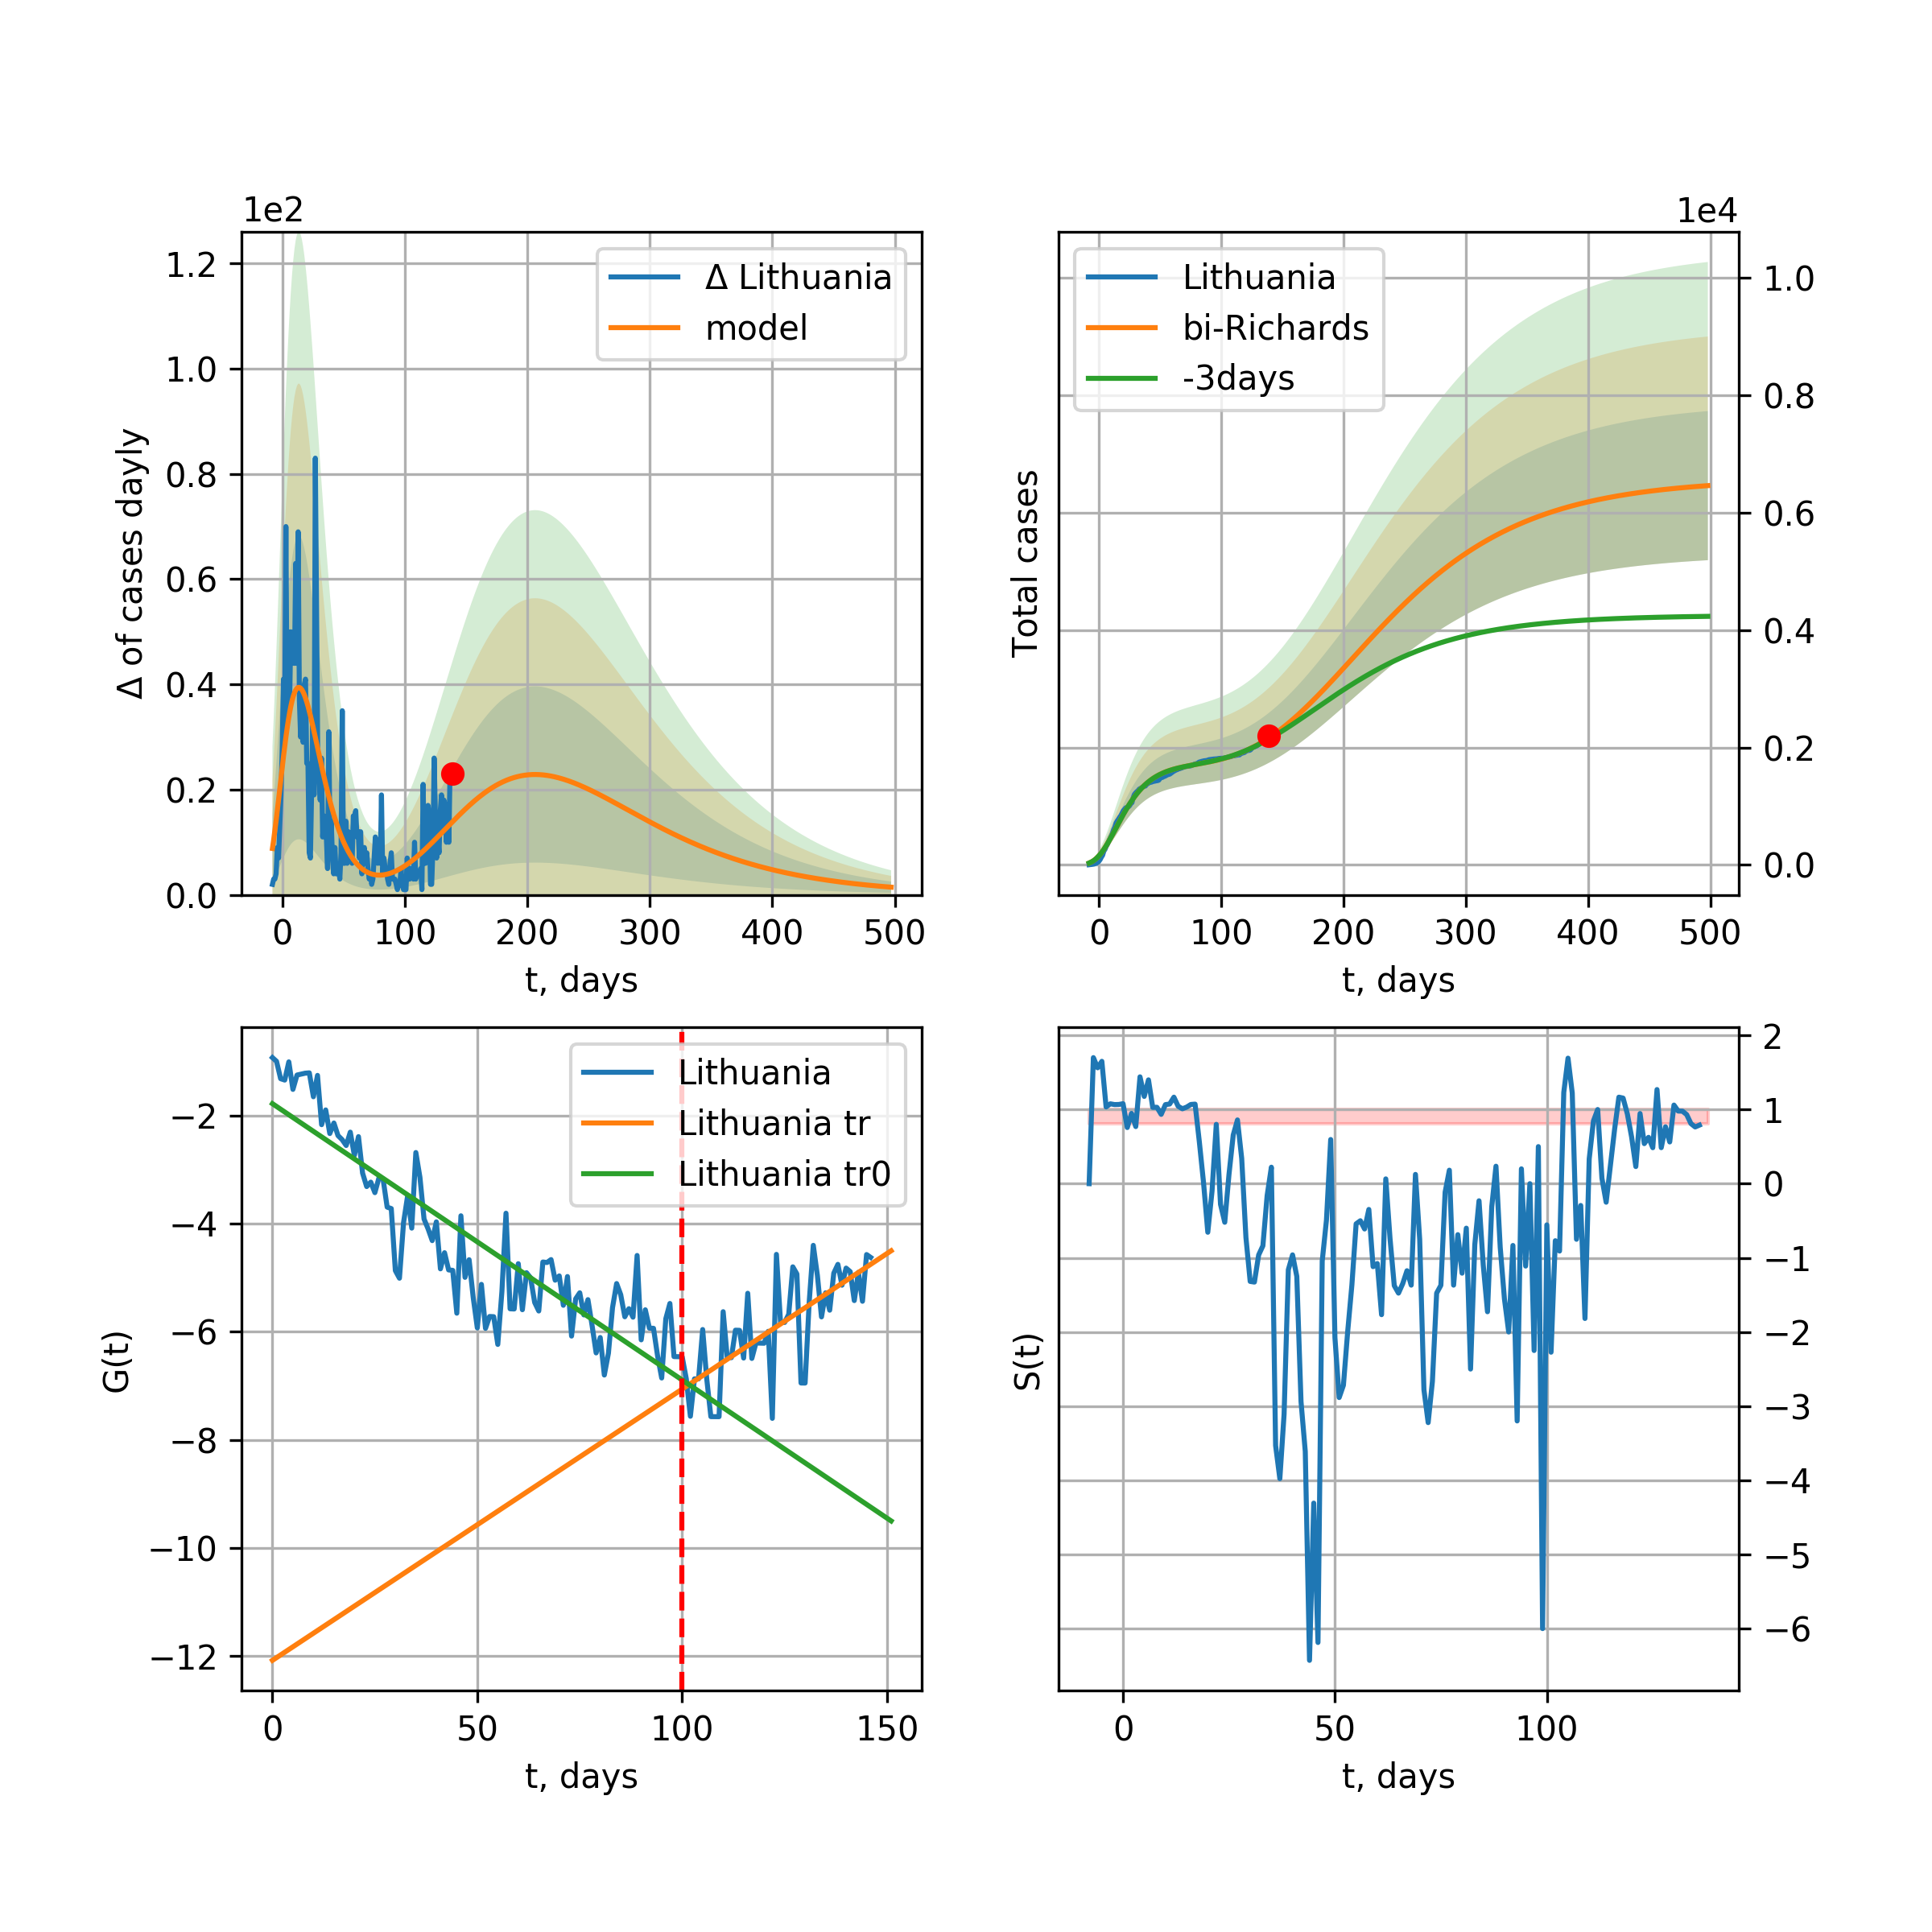 1e2
Δ of cases dayly
1.2
1.0
0.8
0.6
0.4
0.2
0.0
Δ Lithuania
model
0 100 200 300 400 500
t, days
1e4
Total cases
Lithuania
bi-Richards
-3days
1.0
0.8
0.6
0.4
0.2
0.0
0 100 200 300 400 500
t, days
G(t)
−2
−4
−6
−8
−10
−12
Lithuania
Lithuania tr
Lithuania tr0
0 50 100 150
t, days
S(t)
2
1
0
−1
−2
−3
−4
−5
−6
0 50 100
t, days